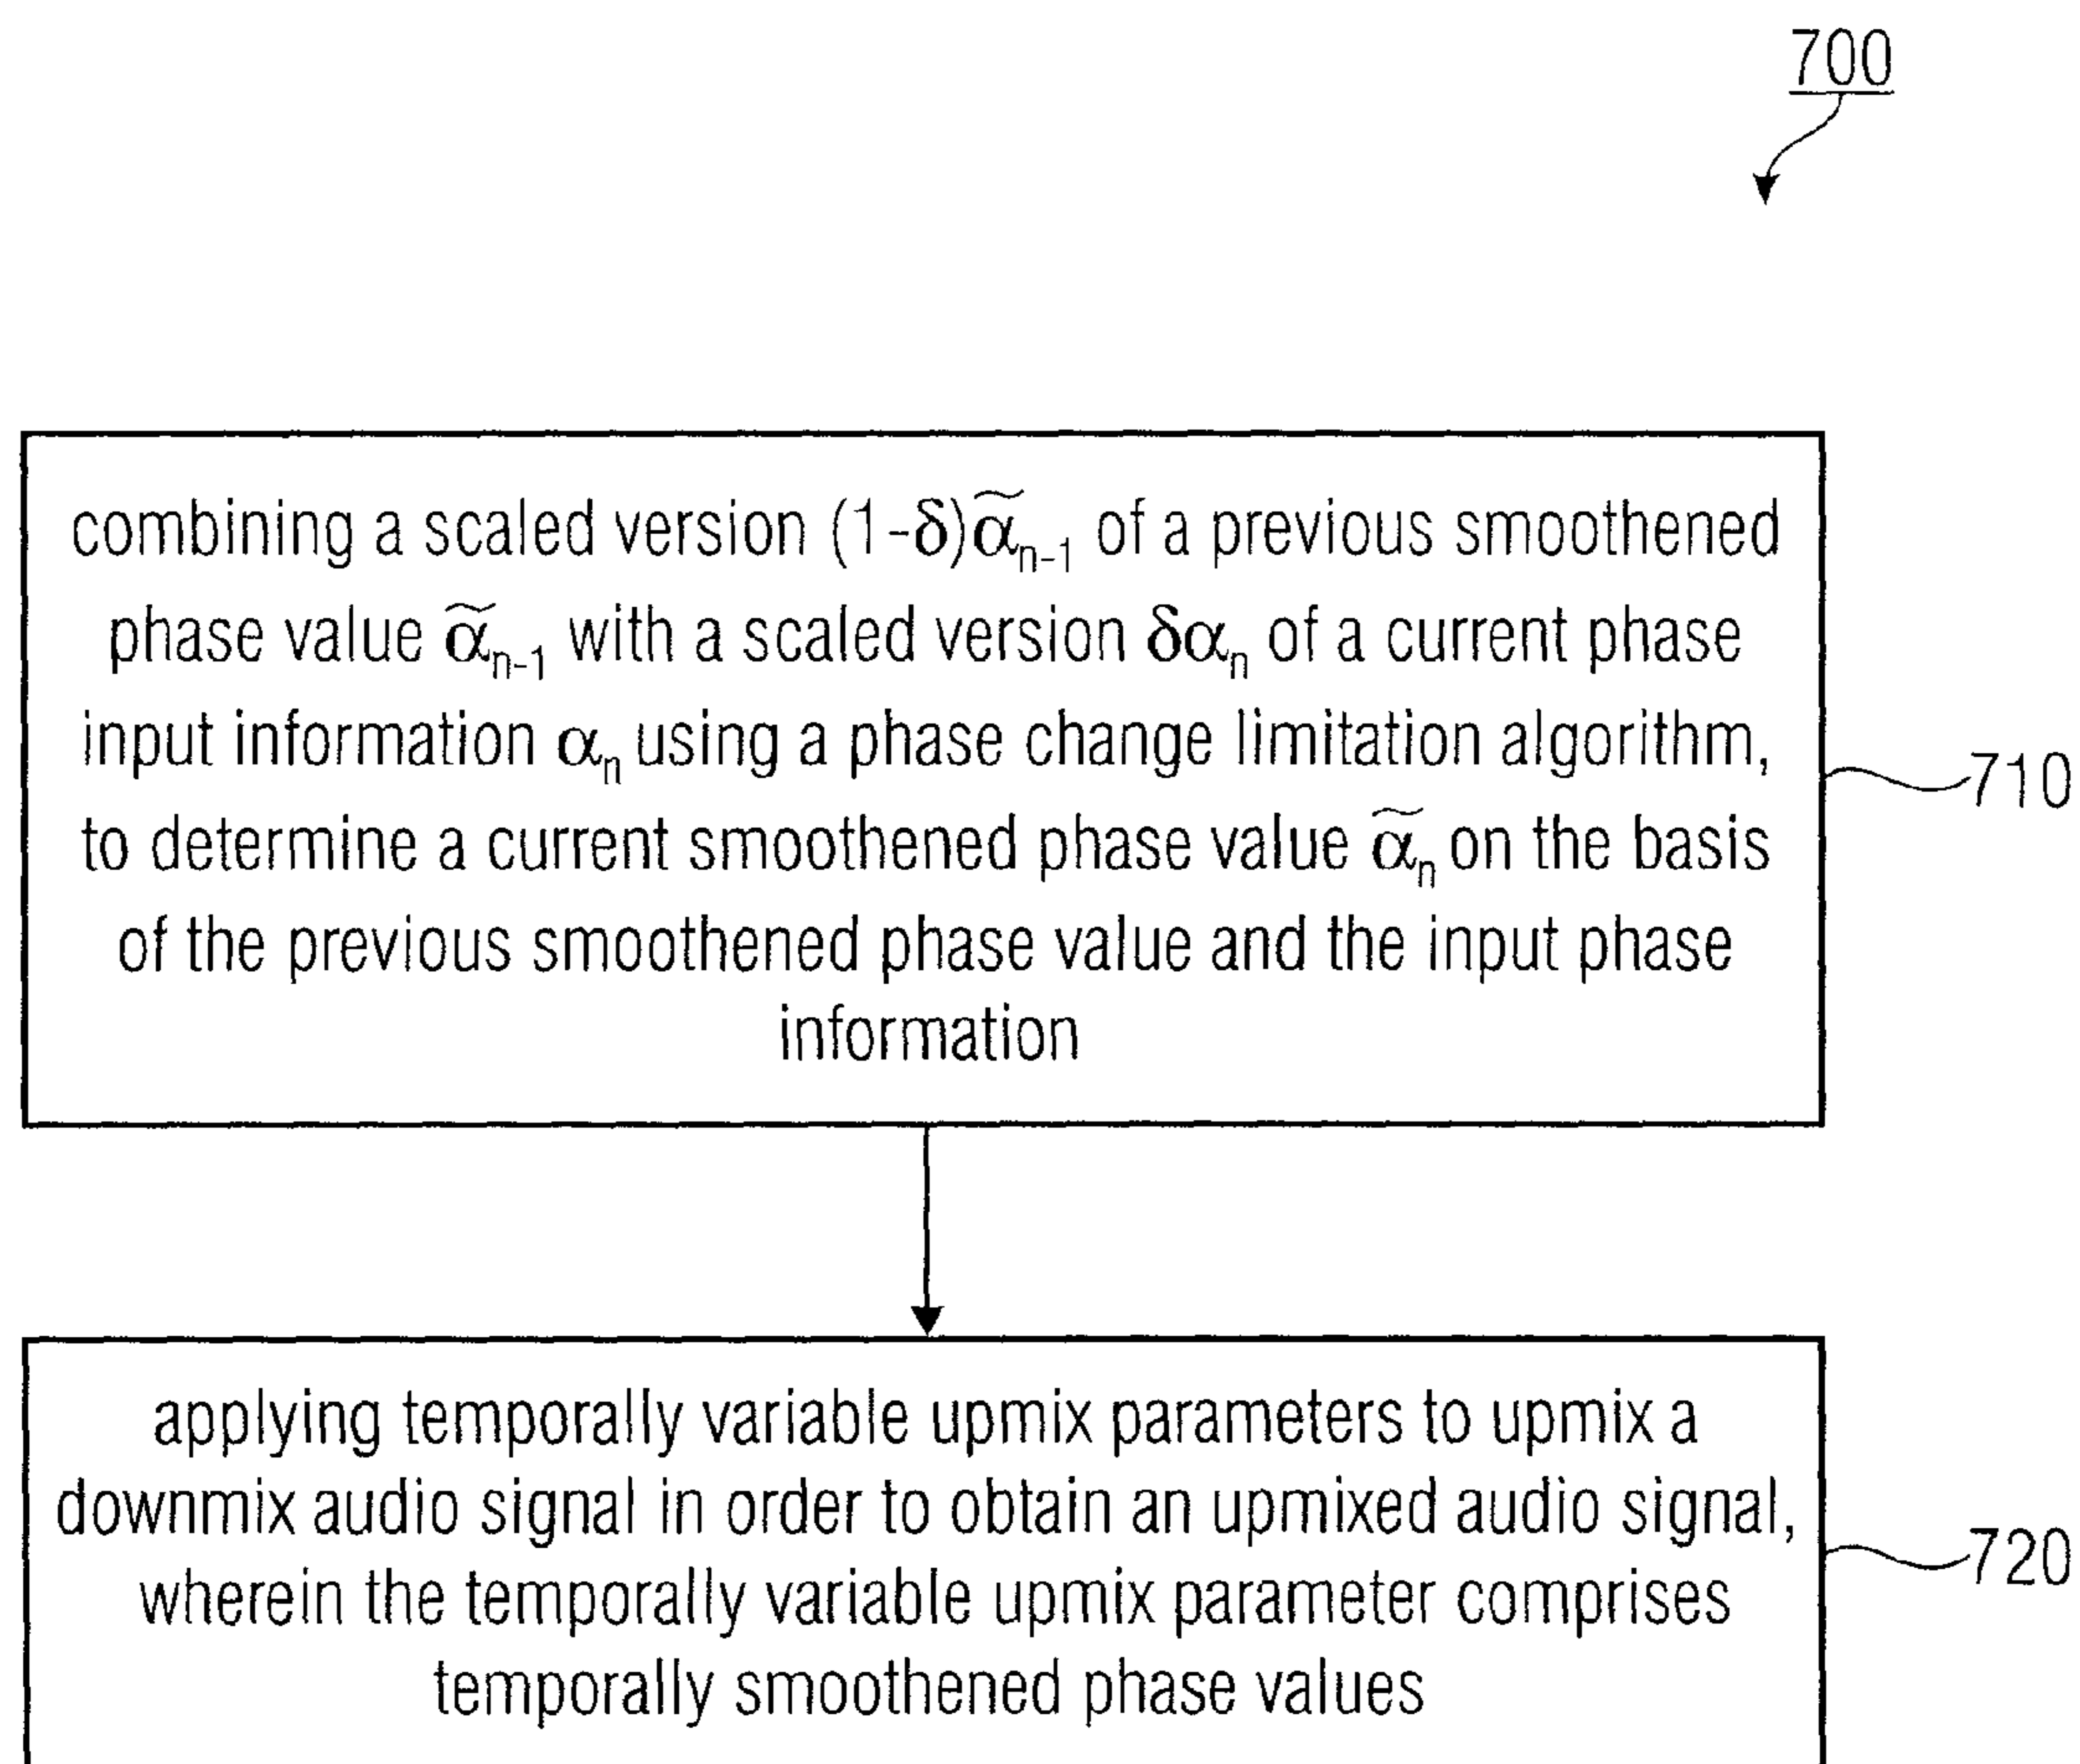 700
combining a scaled version (1-δ)α̃ₙ₋₁ of a previous smoothened
phase value α̃ₙ₋₁ with a scaled version δαₙ of a current phase
input information αₙ using a phase change limitation algorithm,
to determine a current smoothened phase value α̃ₙ on the basis
of the previous smoothened phase value and the input phase
information
710
applying temporally variable upmix parameters to upmix a
downmix audio signal in order to obtain an upmixed audio signal,
wherein the temporally variable upmix parameter comprises
temporally smoothened phase values
720